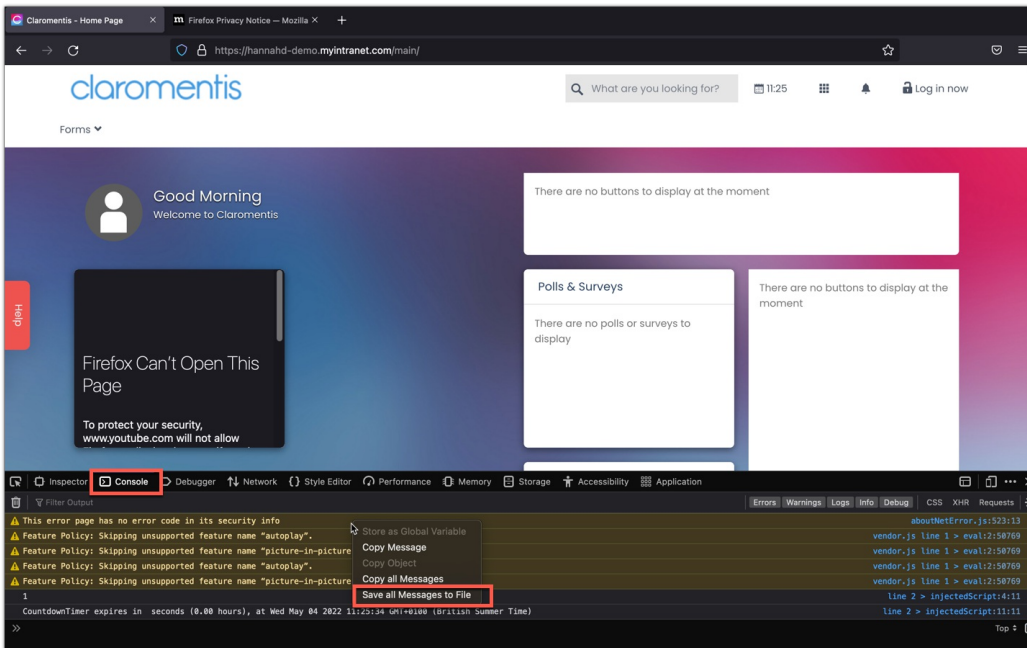 Claromentis - Home Page
Firefox Privacy Notice — Mozilla
https://hannahd-demo.myintranet.com/main/
claromentis
What are you looking for?
11:25
Log in now
Forms
Good Morning
Welcome to Claromentis
There are no buttons to display at the moment
Help
Firefox Can't Open This
Page
To protect your security,
www.youtube.com will not allow
Polls & Surveys
There are no polls or surveys to
display
There are no buttons to display at the
moment
Inspector Console Debugger Network Style Editor Performance Memory Storage Accessibility Application
Filter Output Errors Warnings Logs Info Debug CSS XHR Requests
This error page has no error code in its security info aboutNetError.js:523:13
Feature Policy: Skipping unsupported feature name "autoplay". vendor.js line 1 > eval:2:50769
Feature Policy: Skipping unsupported feature name "picture-in-picture vendor.js line 1 > eval:2:50769
Feature Policy: Skipping unsupported feature name "autoplay". vendor.js line 1 > eval:2:50769
Feature Policy: Skipping unsupported feature name "picture-in-picture vendor.js line 1 > eval:2:50769
1 line 2 > injectedScript:4:11
CountdownTimer expires in seconds (0.00 hours), at Wed May 04 2022 11:25:34 GMT+0100 (British Summer Time) line 2 > injectedScript:11:11
Top
Store as Global Variable
Copy Message
Copy Object
Copy all Messages
Save all Messages to File